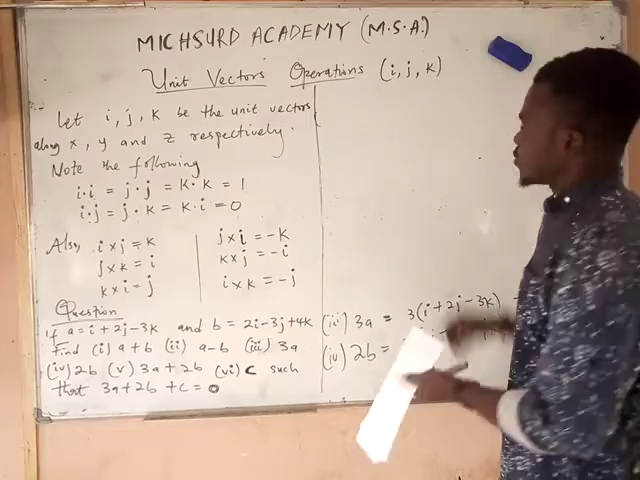 MICHSURD ACADEMY (M.S.A.)
Unit Vectors Operations (i, j, k)
Let i, j, k be the unit vectors
along x, y and z respectively.
Note the following
i·i = j·j = k·k = 1
i·j = j·k = k·i = 0
Also, i x j = k
j x k = i
k x i = j
j x i = -k
k x j = -i
i x k = -j
Question
If a = i + 2j - 3k and b = 2i - 3j + 4k
Find (i) a + b (ii) a - b (iii) 3a
(iv) 2b (v) 3a + 2b (vi) c such
that 3a + 2b + c = 0
(iii) 3a = 3(i + 2j - 3k)
(iv) 2b =